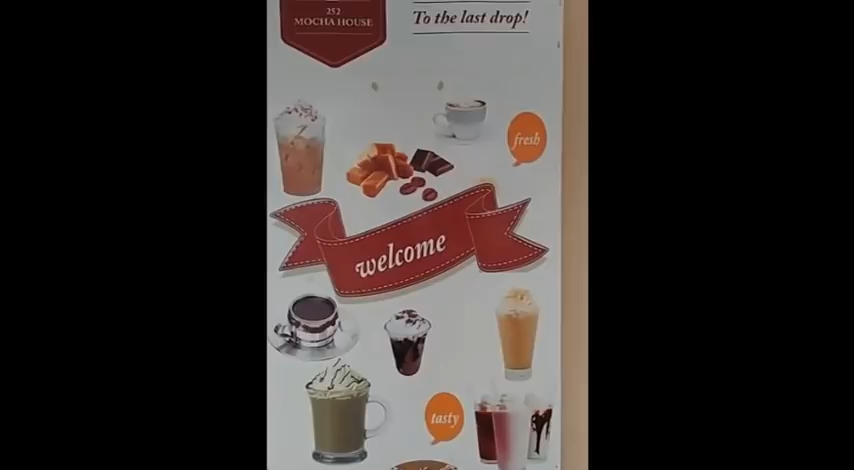 252
MOCHA HOUSE
To the last drop!
fresh
welcome
tasty